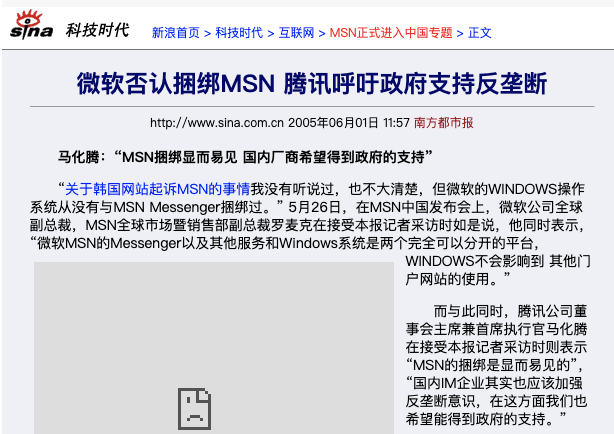 sina 科技时代 新浪首页 > 科技时代 > 互联网 > MSN正式进入中国专题 > 正文
微软否认捆绑MSN 腾讯呼吁政府支持反垄断
http://www.sina.com.cn 2005年06月01日 11:57 南方都市报
马化腾：“MSN捆绑显而易见 国内厂商希望得到政府的支持”
“关于韩国网站起诉MSN的事情我没有听说过，也不大清楚，但微软的WINDOWS操作
系统从没有与MSN Messenger捆绑过。” 5月26日，在MSN中国发布会上，微软公司全球
副总裁，MSN全球市场暨销售部副总裁罗麦克在接受本报记者采访时如是说，他同时表示，
“微软MSN的Messenger以及其他服务和Windows系统是两个完全可以分开的平台，
WINDOWS不会影响到 其他门
户网站的使用。”
而与此同时，腾讯公司董
事会主席兼首席执行官马化腾
在接受本报记者采访时则表示
“MSN的捆绑是显而易见的”，
“国内IM企业其实也应该加强
反垄断意识，在这方面我们也
希望能得到政府的支持。”